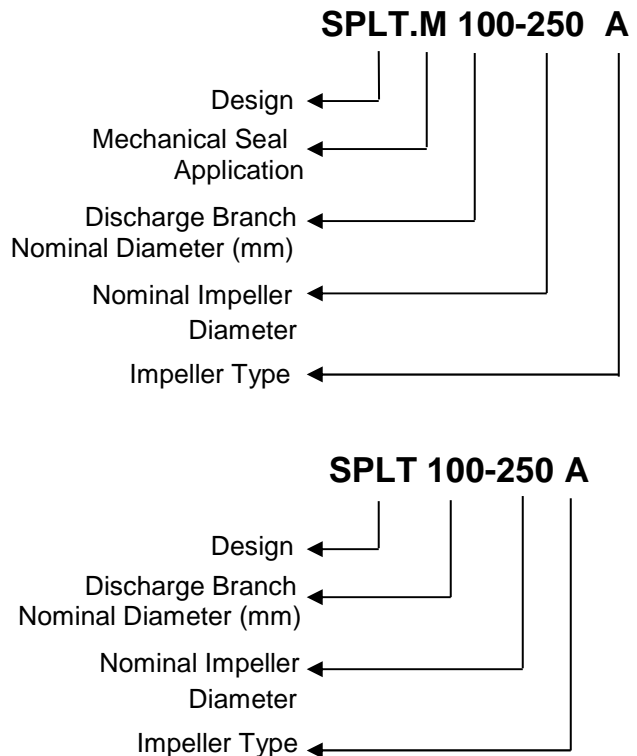 SPLT.M 100-250 A
Design
Mechanical Seal
Application
Discharge Branch
Nominal Diameter (mm)
Nominal Impeller
Diameter
Impeller Type
SPLT 100-250 A
Design
Discharge Branch
Nominal Diameter (mm)
Nominal Impeller
Diameter
Impeller Type